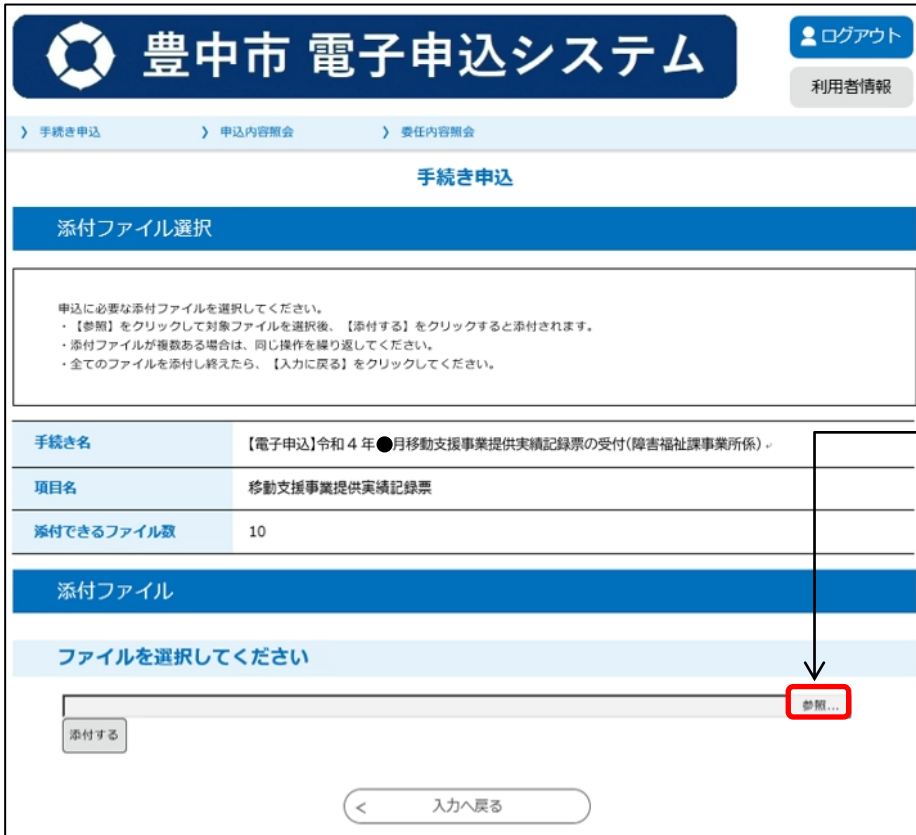 豊中市 電子申込システム
ログアウト
利用者情報
> 手続き申込 > 申込内容照会 > 委任内容照会
手続き申込
添付ファイル選択
申込に必要な添付ファイルを選択してください。
・【参照】をクリックして対象ファイルを選択後、【添付する】をクリックすると添付されます。
・添付ファイルが複数ある場合は、同じ操作を繰り返してください。
・全てのファイルを添付し終えたら、【入力に戻る】をクリックしてください。
手続き名 【電子申込】令和4年●月移動支援事業提供実績記録票の受付(障害福祉課事業所係)
項目名 移動支援事業提供実績記録票
添付できるファイル数 10
添付ファイル
ファイルを選択してください
参照...
添付する
< 入力へ戻る